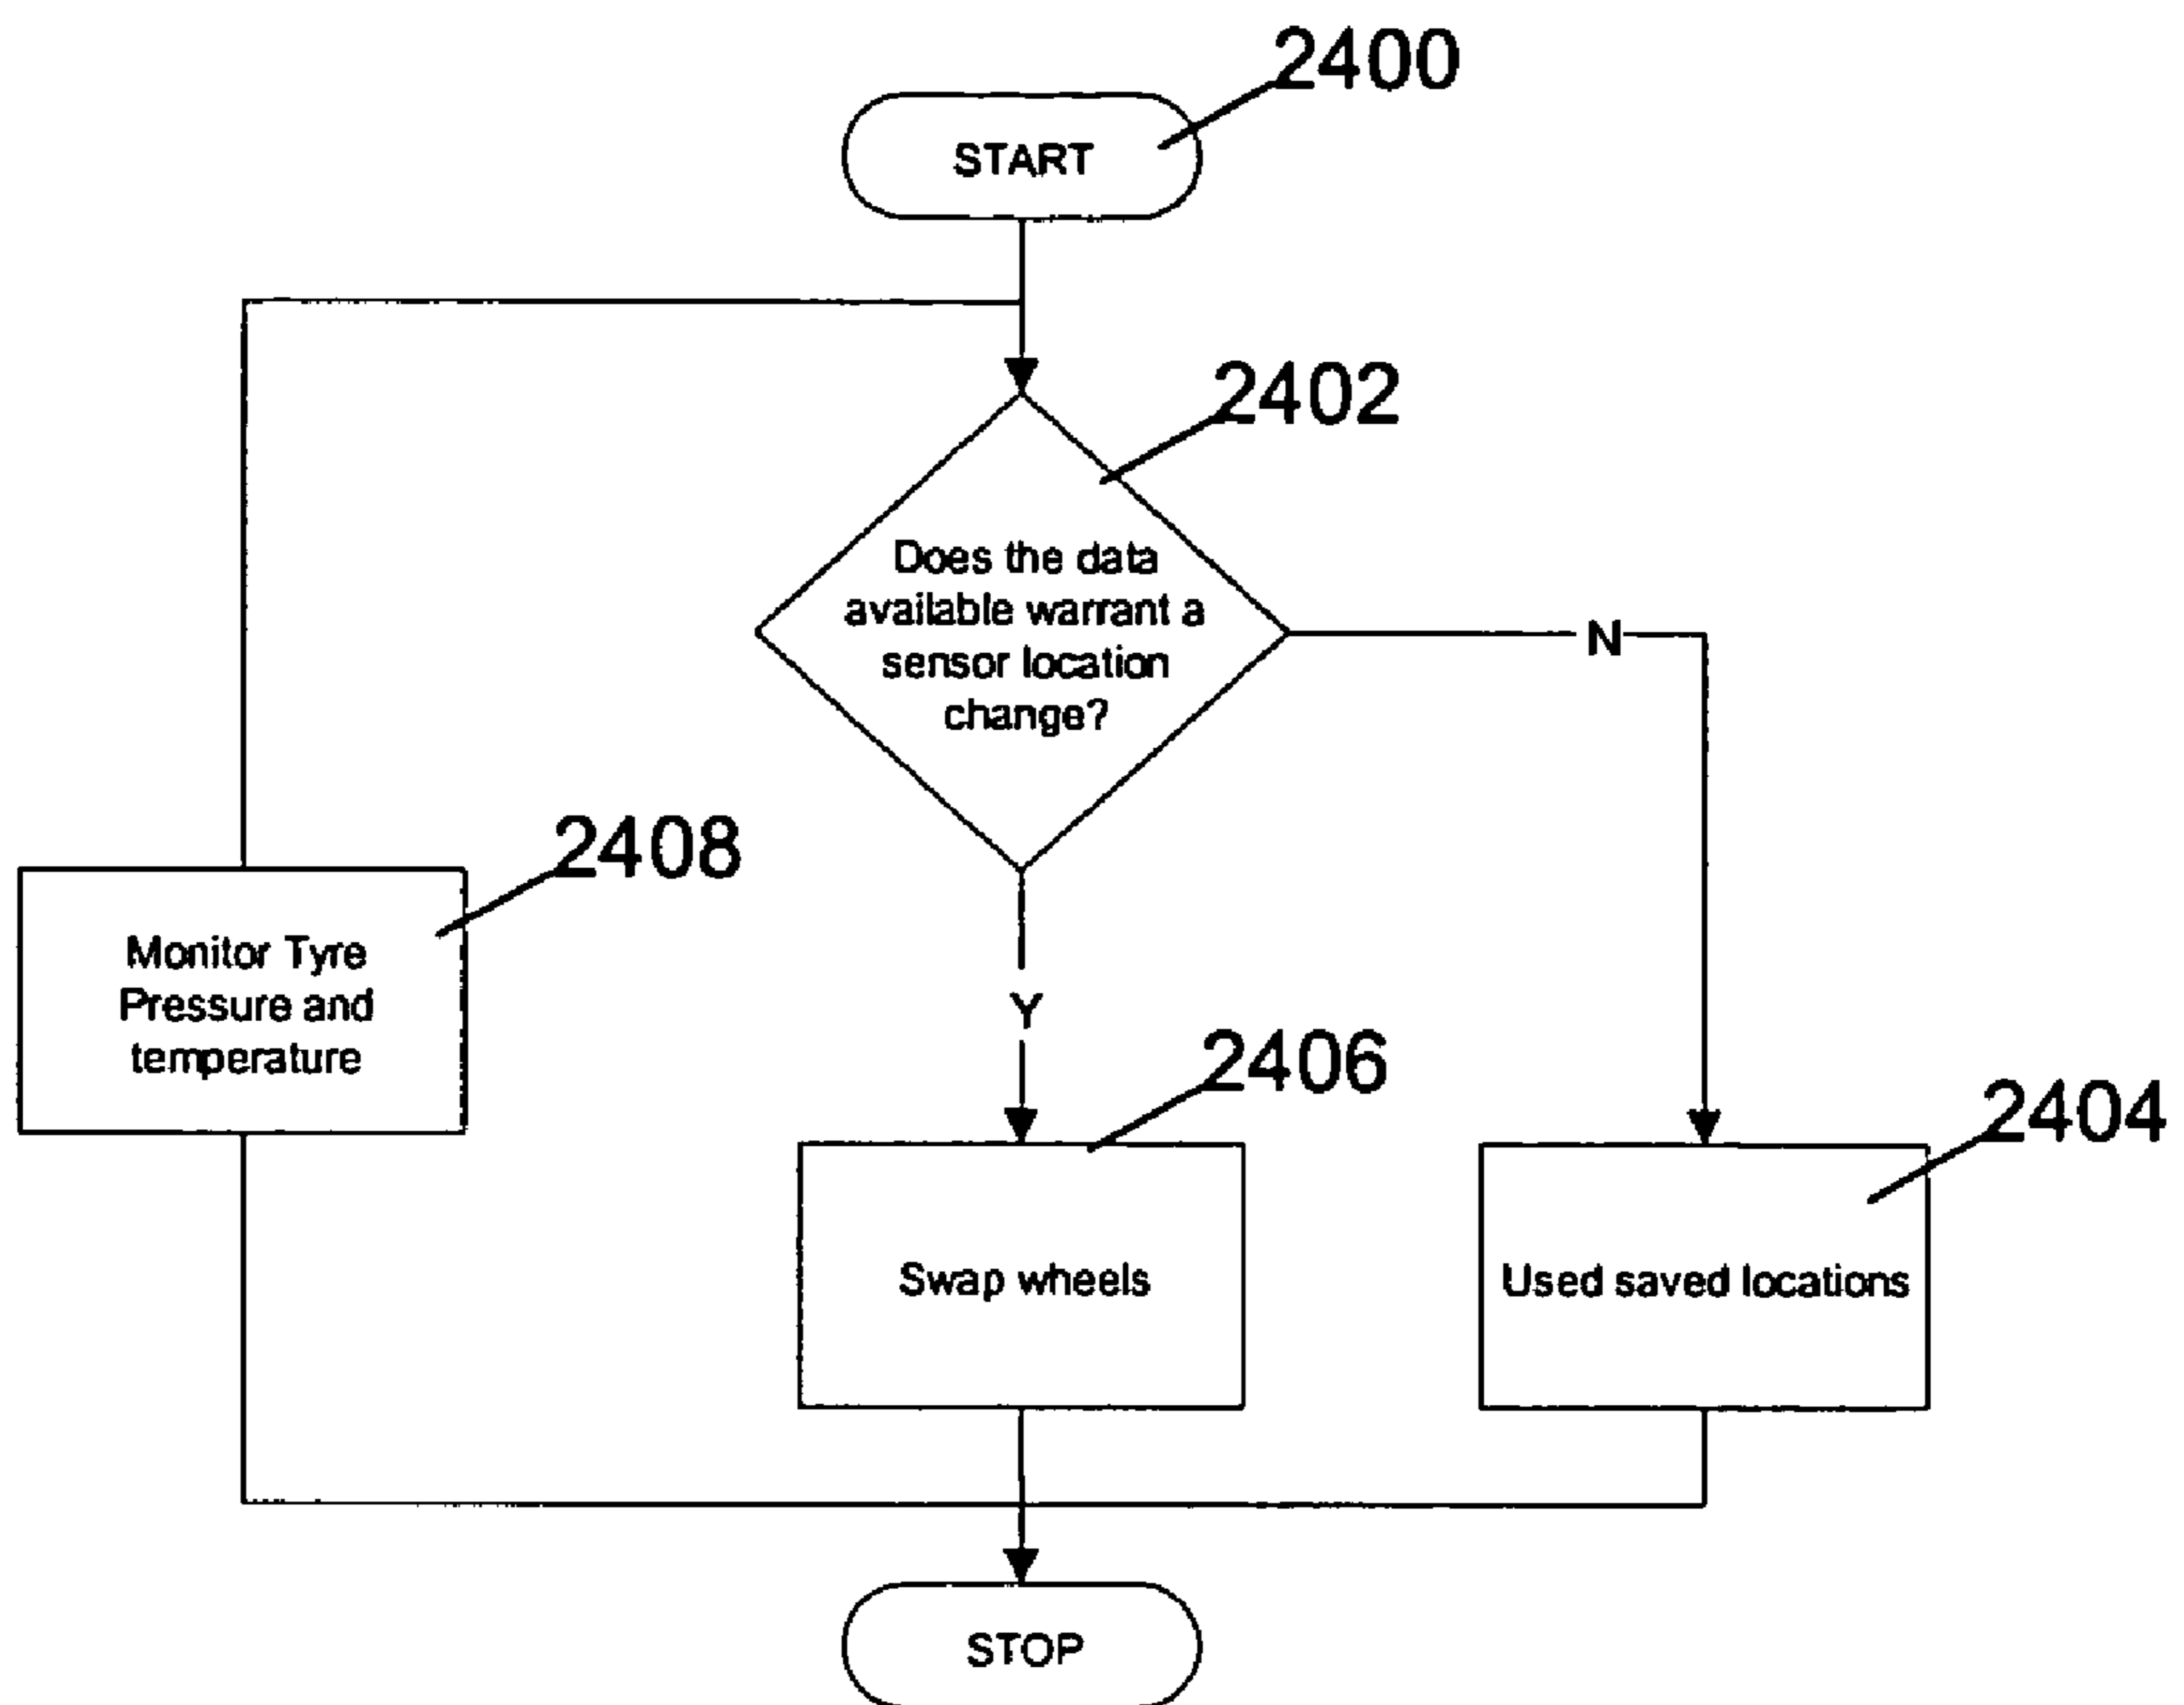 2400
START
2402
Does the data
available warrant a
sensor location
change?
N
2408
Monitor Tyre
Pressure and
temperature
Y
2406
Swap wheels
2404
Used saved locations
STOP